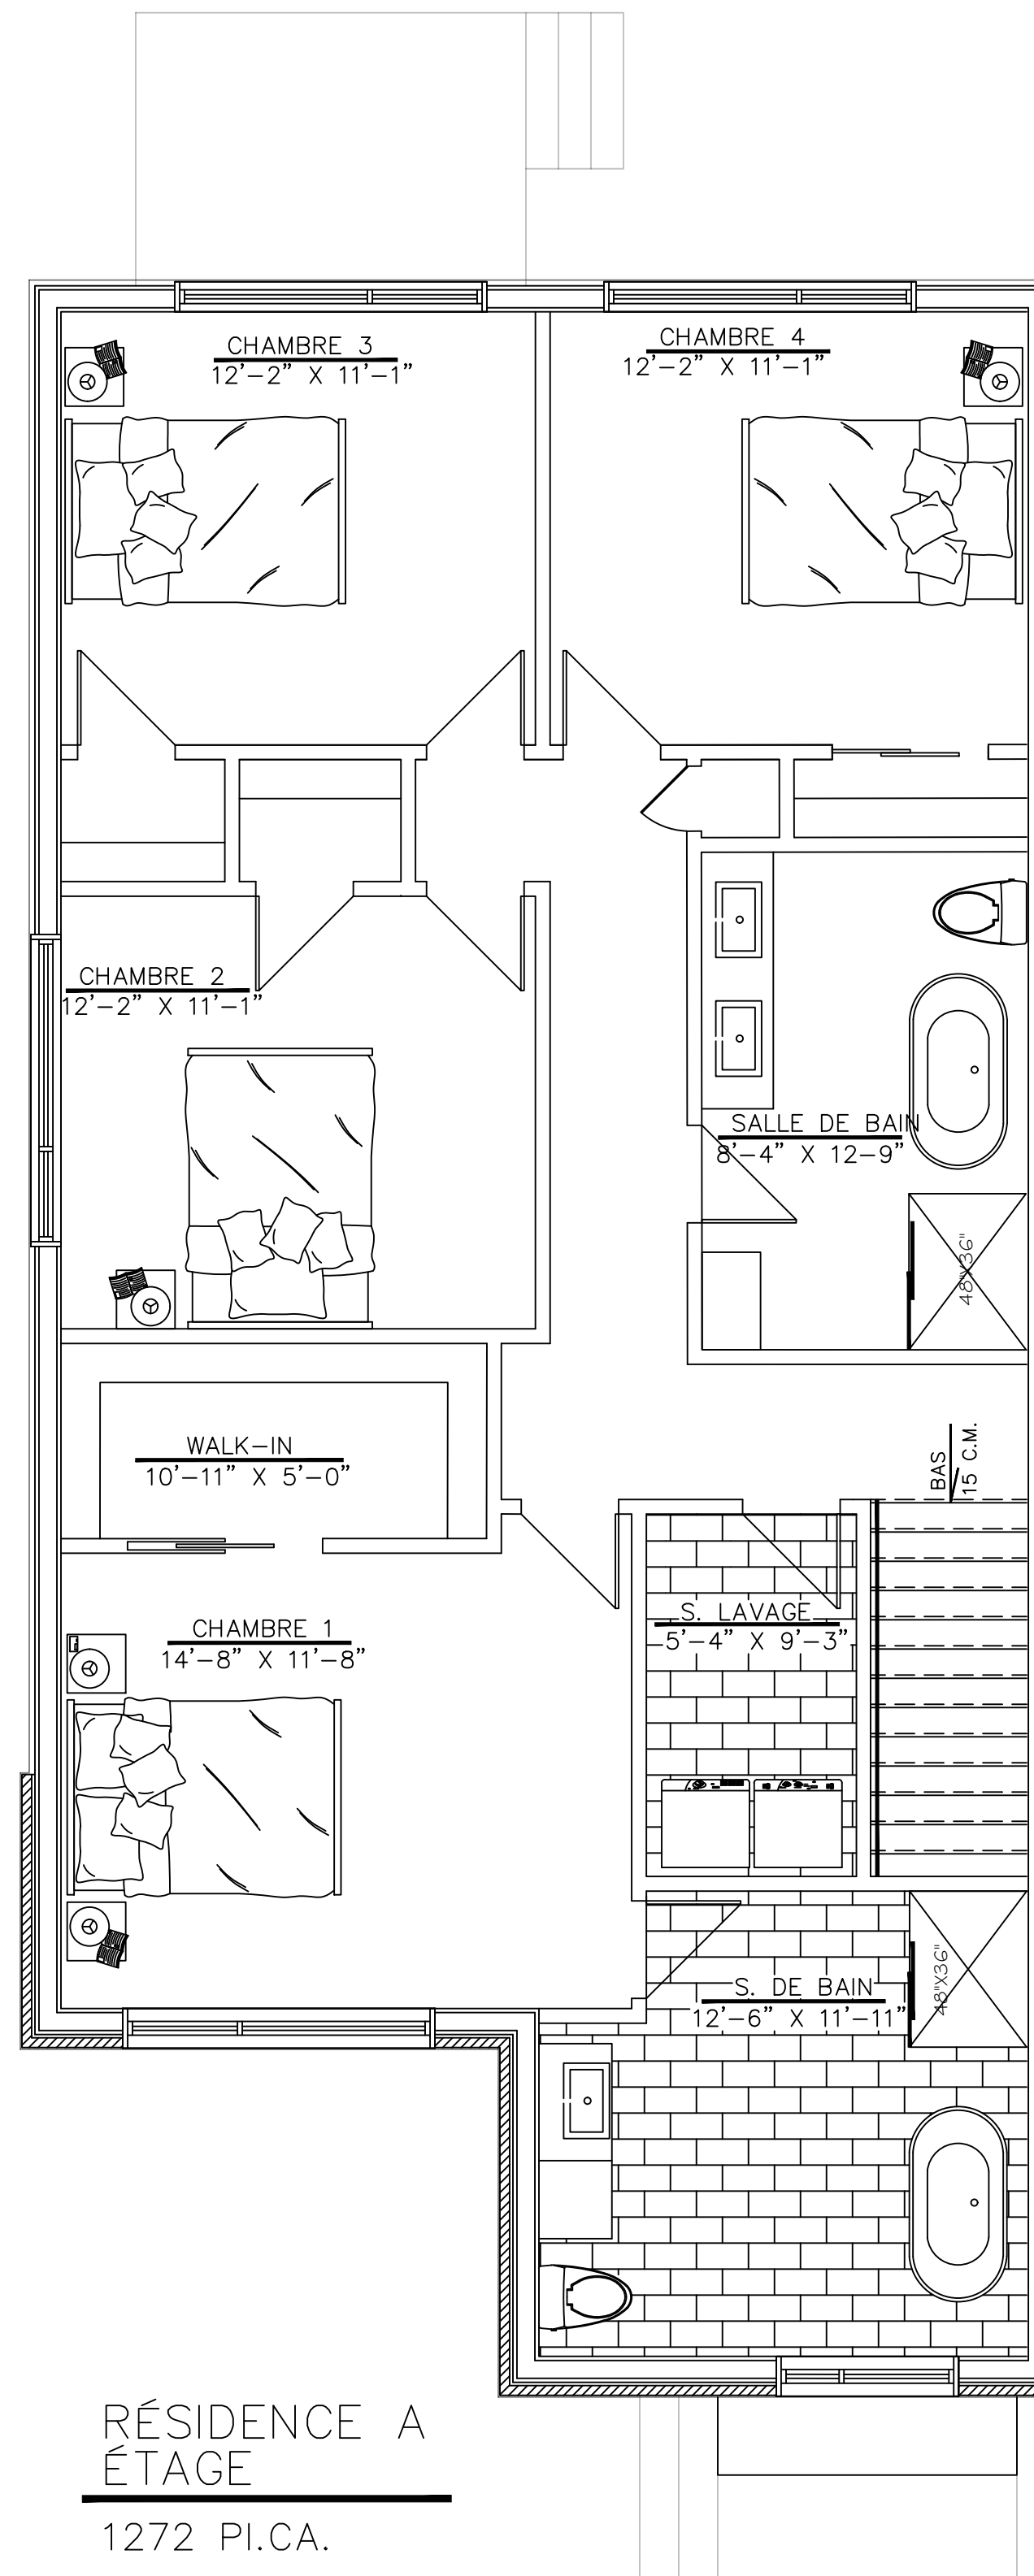 CHAMBRE 3
12'-2" X 11'-1"
CHAMBRE 4
12'-2" X 11'-1"
CHAMBRE 2
12'-2" X 11'-1"
SALLE DE BAIN
8'-4" X 12-9"
48"X36"
WALK-IN
10'-11" X 5'-0"
BAS
15 C.M.
CHAMBRE 1
14'-8" X 11'-8"
S. LAVAGE
5'-4" X 9'-3"
S. DE BAIN
12'-6" X 11'-11"
48"X36"
RÉSIDENCE A
ÉTAGE
1272 PI.CA.